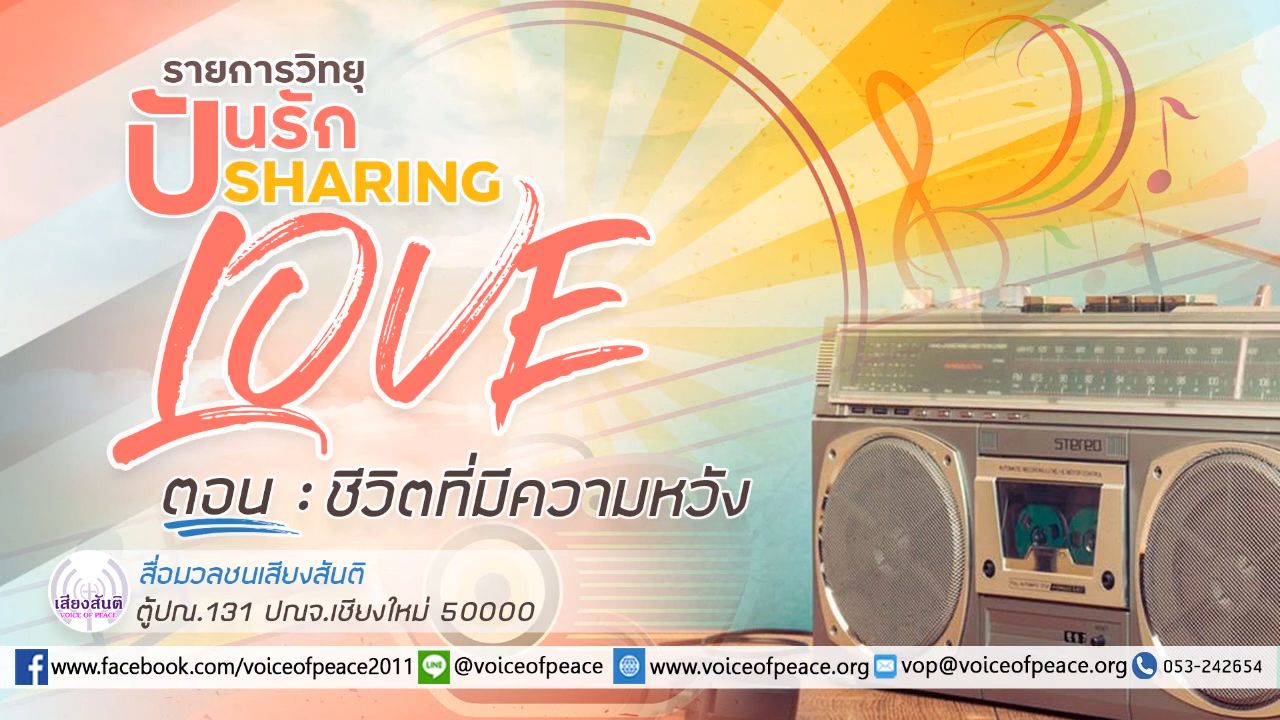 รายการวิทยุ
ปันรัก
SHARING
LOVE
ตอน : ชีวิตที่มีความหวัง
สื่อมวลชนเสียงสันติ
ตู้ปณ.131 ปณจ.เชียงใหม่ 50000
เสียงสันติ
VOICE OF PEACE
www.facebook.com/voiceofpeace2011 LINE @voiceofpeace www.voiceofpeace.org vop@voiceofpeace.org 053-242654
STEREO